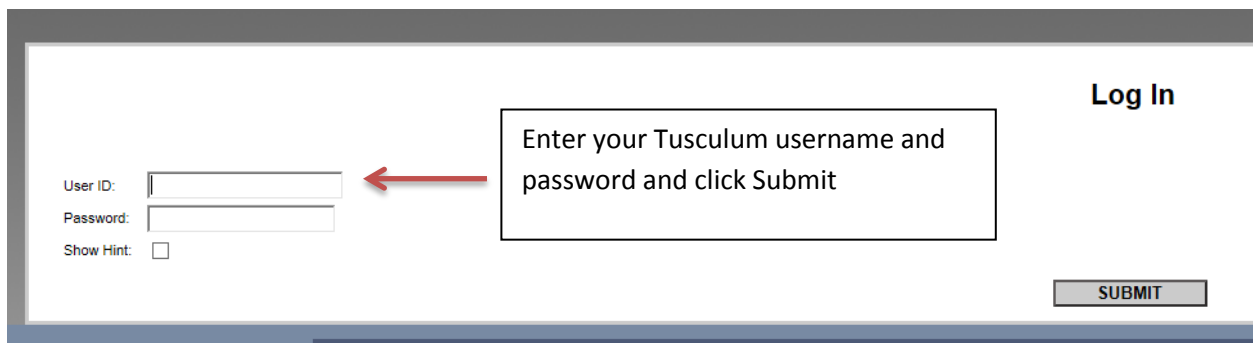 Log In
Enter your Tusculum username and
password and click Submit
User ID:
Password:
Show Hint:
SUBMIT